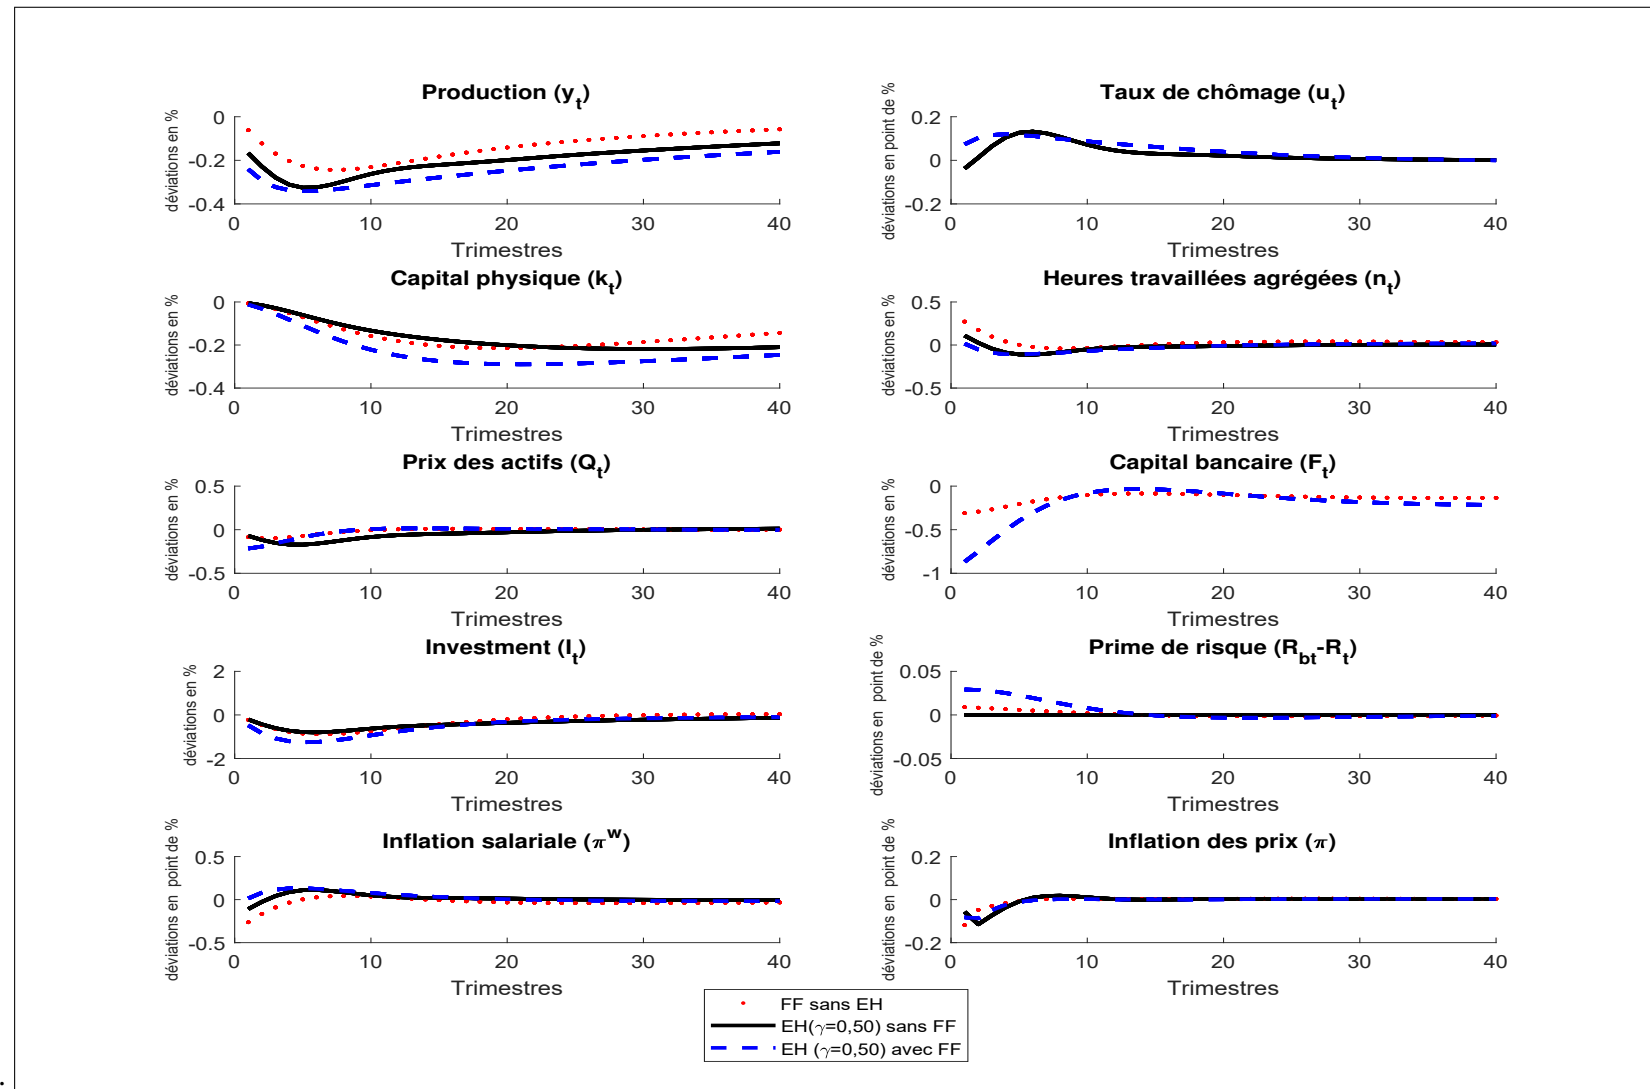 Production (y_t)
déviations en %
0
-0.2
-0.4
0 10 20 30 40
Trimestres
Taux de chômage (u_t)
déviations en point de %
0.2
0
-0.2
0 10 20 30 40
Trimestres
Capital physique (k_t)
déviations en %
0
-0.2
-0.4
0 10 20 30 40
Trimestres
Heures travaillées agrégées (n_t)
déviations en %
0.5
0
-0.5
0 10 20 30 40
Trimestres
Prix des actifs (Q_t)
déviations en %
0.5
0
-0.5
0 10 20 30 40
Trimestres
Capital bancaire (F_t)
déviations en %
0
-0.5
-1
0 10 20 30 40
Trimestres
Investment (I_t)
déviations en %
2
0
-2
0 10 20 30 40
Trimestres
Prime de risque (R_bt-R_t)
déviations en point de %
0.05
0
-0.05
0 10 20 30 40
Trimestres
Inflation salariale (π^w)
déviations en point de %
0.5
0
-0.5
0 10 20 30 40
Trimestres
Inflation des prix (π)
déviations en point de %
0.2
0
-0.2
0 10 20 30 40
Trimestres
FF sans EH
EH(γ=0,50) sans FF
EH (γ=0,50) avec FF
.